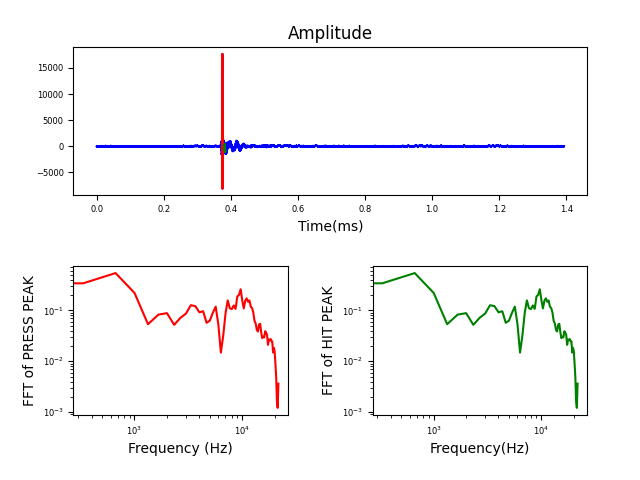 Amplitude
15000
10000
5000
0
−5000
0.0 0.2 0.4 0.6 0.8 1.0 1.2 1.4
Time(ms)
FFT of PRESS PEAK
10⁻¹
10⁻²
10⁻³
10³ 10⁴
Frequency (Hz)
FFT of HIT PEAK
10⁻¹
10⁻²
10⁻³
10³ 10⁴
Frequency(Hz)